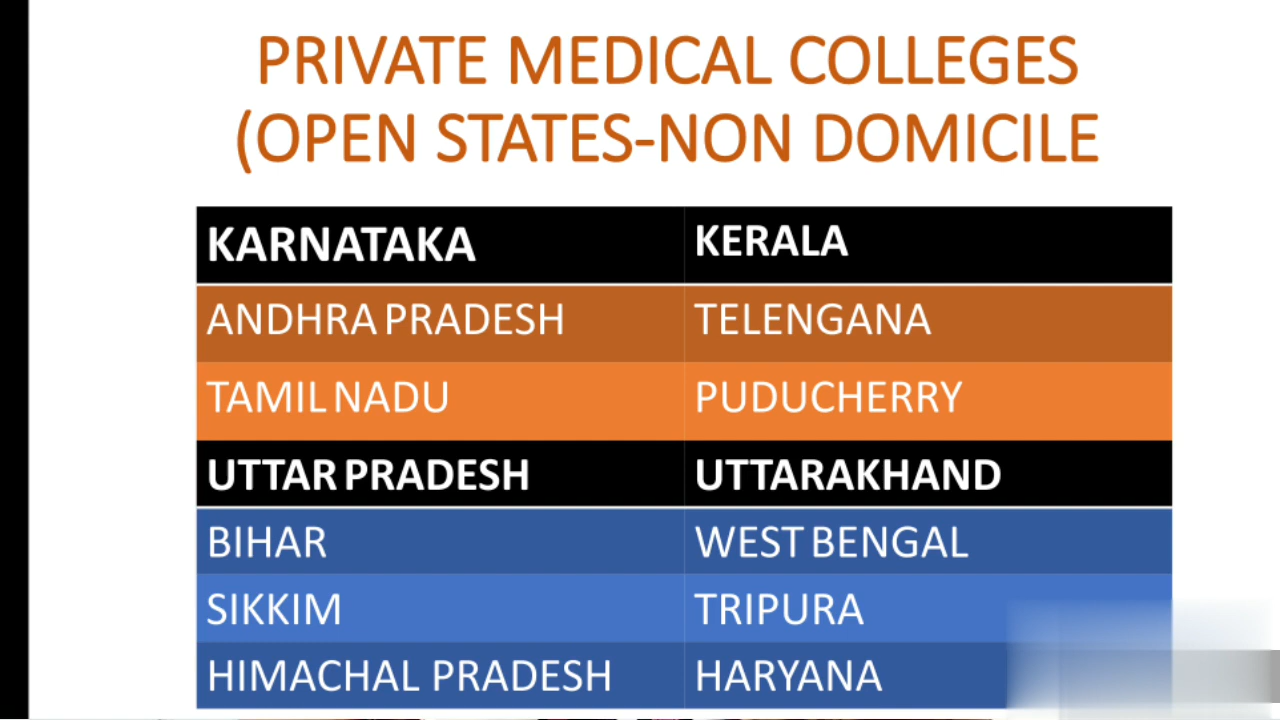 PRIVATE MEDICAL COLLEGES
(OPEN STATES-NON DOMICILE
KARNATAKA KERALA
ANDHRA PRADESH TELENGANA
TAMIL NADU PUDUCHERRY
UTTAR PRADESH UTTARAKHAND
BIHAR WEST BENGAL
SIKKIM TRIPURA
HIMACHAL PRADESH HARYANA